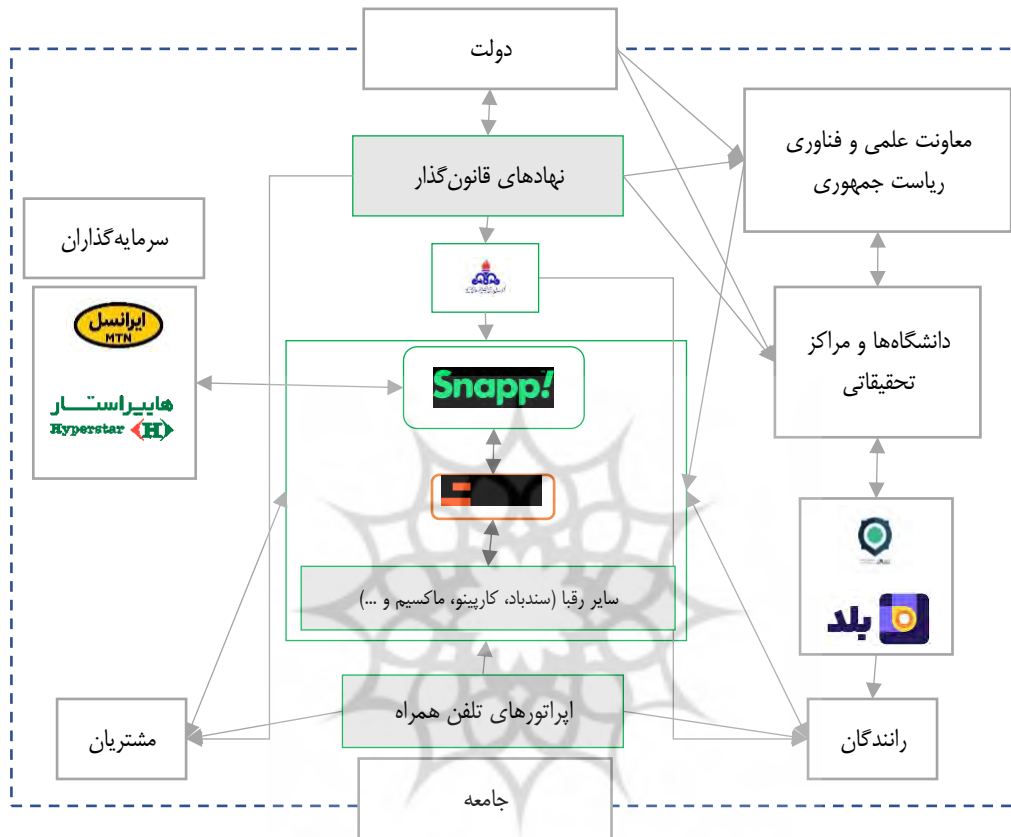 دولت
معاونت علمی و فناوری
ریاست جمهوری
نهادهای قانون‌گذار
سرمایه‌گذاران
ایرانسل
MTN
هایپراستار
Hyperstar H
دانشگاه‌ها و مراکز
تحقیقاتی
Snapp!
بلد
سایر رقبا (سندباد، کارپینو، ماکسیم و ...)
اپراتورهای تلفن همراه
مشتریان
رانندگان
جامعه